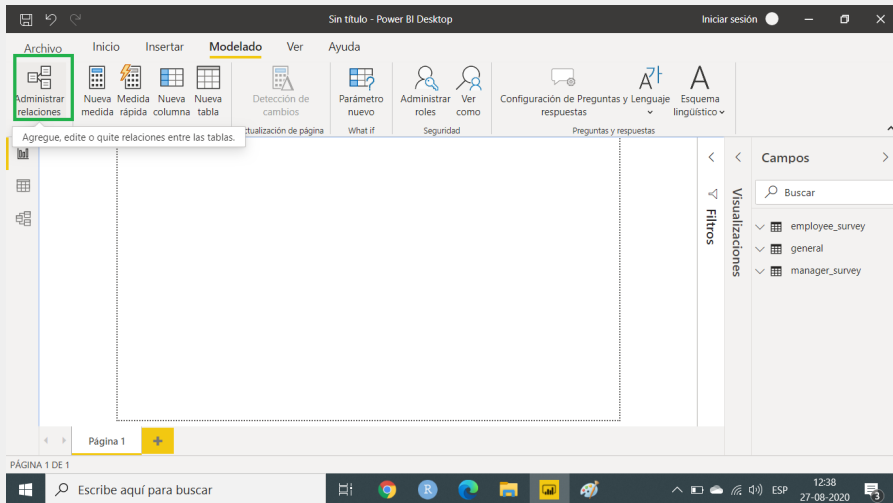 Sin título - Power BI Desktop
Iniciar sesión
Archivo Inicio Insertar Modelado Ver Ayuda
Administrar relaciones
Nueva medida
Medida rápida
Nueva columna
Nueva tabla
Detección de cambios
Parámetro nuevo
Administrar roles
Ver como
Configuración de Preguntas y respuestas
Lenguaje
Esquema lingüístico
Agregue, edite o quite relaciones entre las tablas.
ctualización de página
What if
Seguridad
Preguntas y respuestas
Filtros
Visualizaciones
Campos
Buscar
employee_survey
general
manager_survey
Página 1
PÁGINA 1 DE 1
Escribe aquí para buscar
R
ESP
12:38
27-08-2020
3